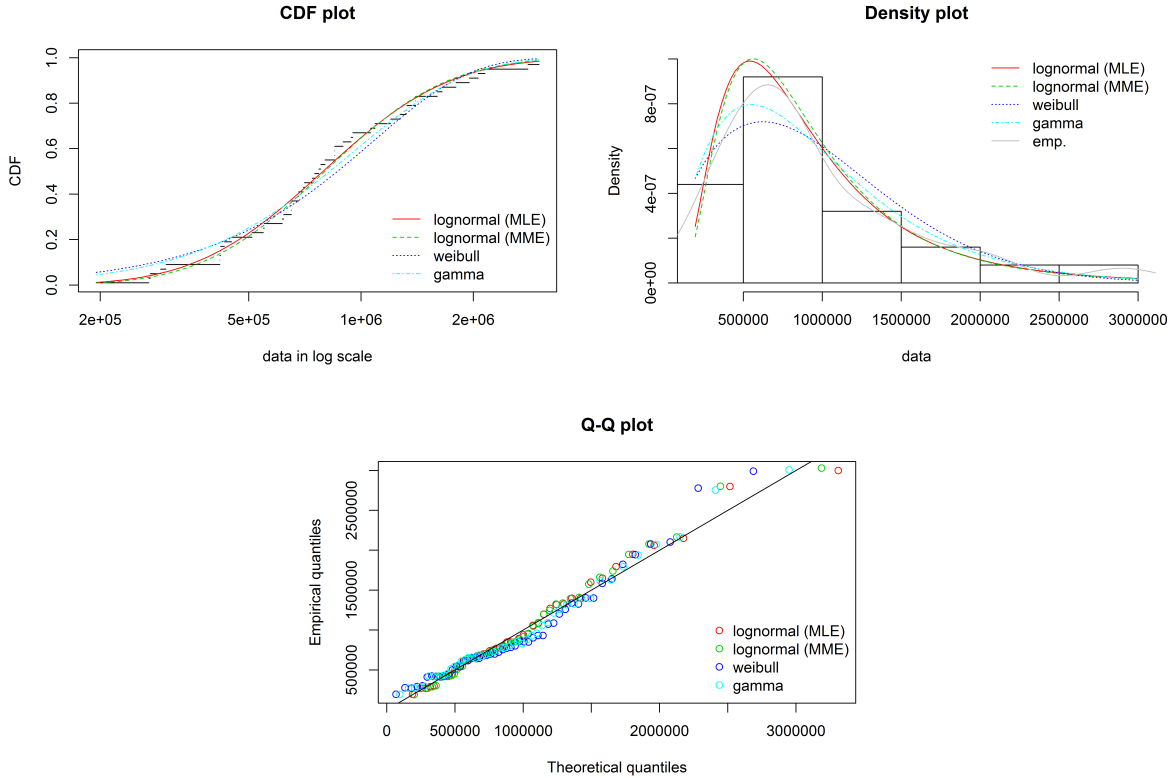 CDF plot
CDF
0.0
0.2
0.4
0.6
0.8
1.0
lognormal (MLE)
lognormal (MME)
weibull
gamma
2e+05
5e+05
1e+06
2e+06
data in log scale
Density plot
Density
0e+00
4e-07
8e-07
lognormal (MLE)
lognormal (MME)
weibull
gamma
emp.
500000
1000000
1500000
2000000
2500000
3000000
data
Q-Q plot
Empirical quantiles
500000
1500000
2500000
lognormal (MLE)
lognormal (MME)
weibull
gamma
0
500000
1000000
2000000
3000000
Theoretical quantiles